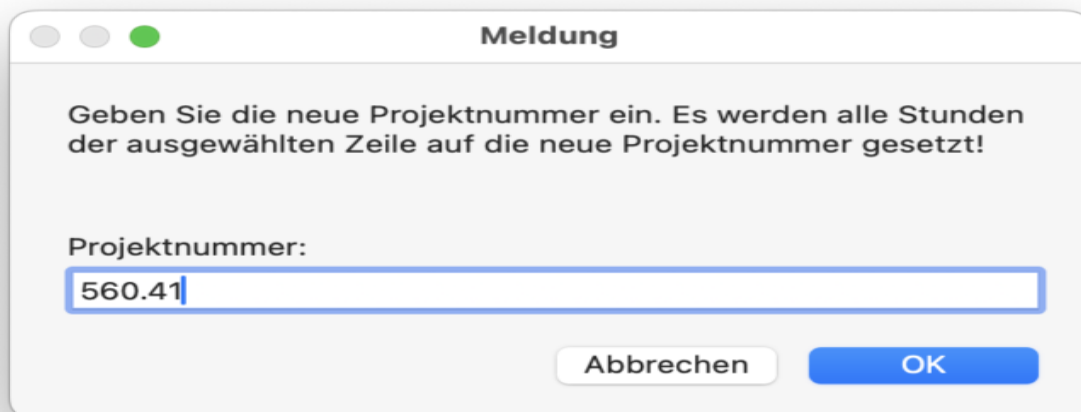 Meldung
Geben Sie die neue Projektnummer ein. Es werden alle Stunden
der ausgewählten Zeile auf die neue Projektnummer gesetzt!
Projektnummer:
560.41
Abbrechen
OK